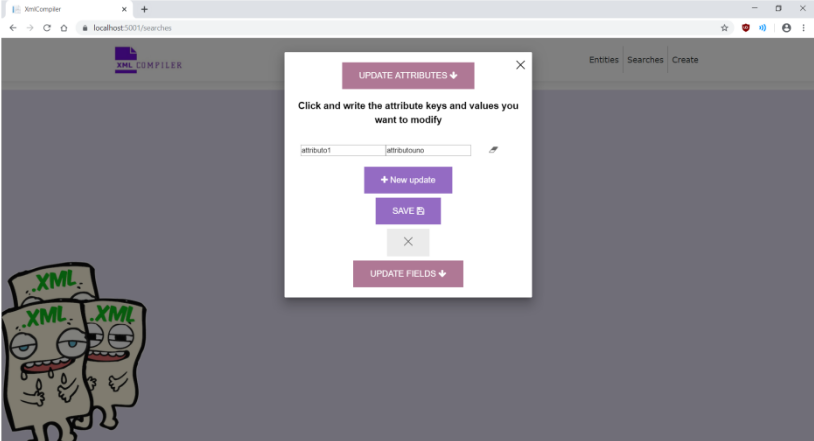 XmlCompiler
localhost:5001/searches
XML COMPILER
Entities Searches Create
UPDATE ATTRIBUTES
Click and write the attribute keys and values you
want to modify
attributo1 attributouno
+ New update
SAVE
UPDATE FIELDS
.XML
.XML
.XML